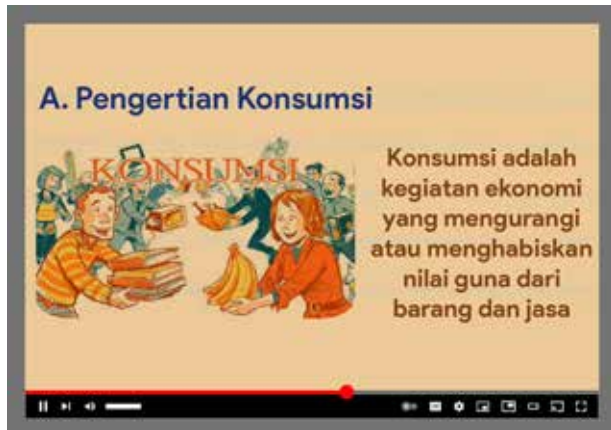 A. Pengertian Konsumsi
KONSUMSI
Konsumsi adalah
kegiatan ekonomi
yang mengurangi
atau menghabiskan
nilai guna dari
barang dan jasa